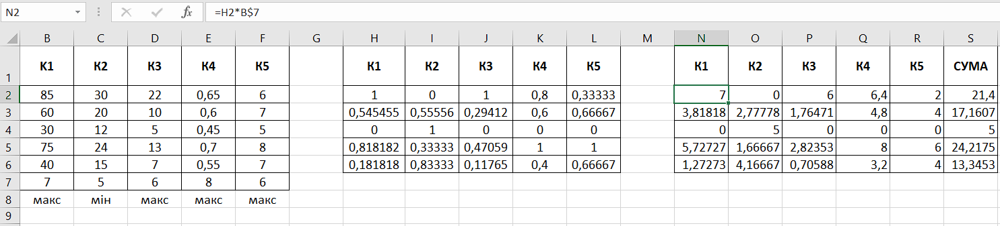 N2 fx =H2*B$7
B C D E F G H I J K L M N O P Q R S
1 К1 К2 К3 К4 К5 К1 К2 К3 К4 К5 К1 К2 К3 К4 К5 СУМА
2 85 30 22 0,65 6 1 0 1 0,8 0,33333 7 0 6 6,4 2 21,4
3 60 20 10 0,6 7 0,545455 0,55556 0,29412 0,6 0,66667 3,81818 2,77778 1,76471 4,8 4 17,1607
4 30 12 5 0,45 5 0 1 0 0 0 0 5 0 0 0 5
5 75 24 13 0,7 8 0,818182 0,33333 0,47059 1 1 5,72727 1,66667 2,82353 8 6 24,2175
6 40 15 7 0,55 7 0,181818 0,83333 0,11765 0,4 0,66667 1,27273 4,16667 0,70588 3,2 4 13,3453
7 7 5 6 8 6
8 макс мін макс макс макс
9